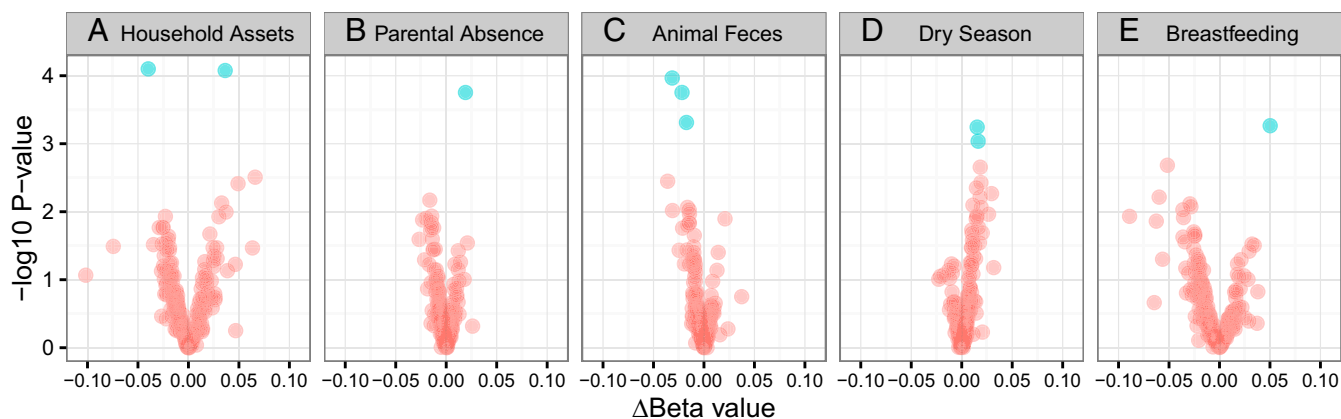 A Household Assets
B Parental Absence
C Animal Feces
D Dry Season
E Breastfeeding
−log10 P−value
4
3
2
1
0
−0.10 −0.05 0.00 0.05 0.10
−0.10 −0.05 0.00 0.05 0.10
−0.10 −0.05 0.00 0.05 0.10
−0.10 −0.05 0.00 0.05 0.10
−0.10 −0.05 0.00 0.05 0.10
ΔBeta value